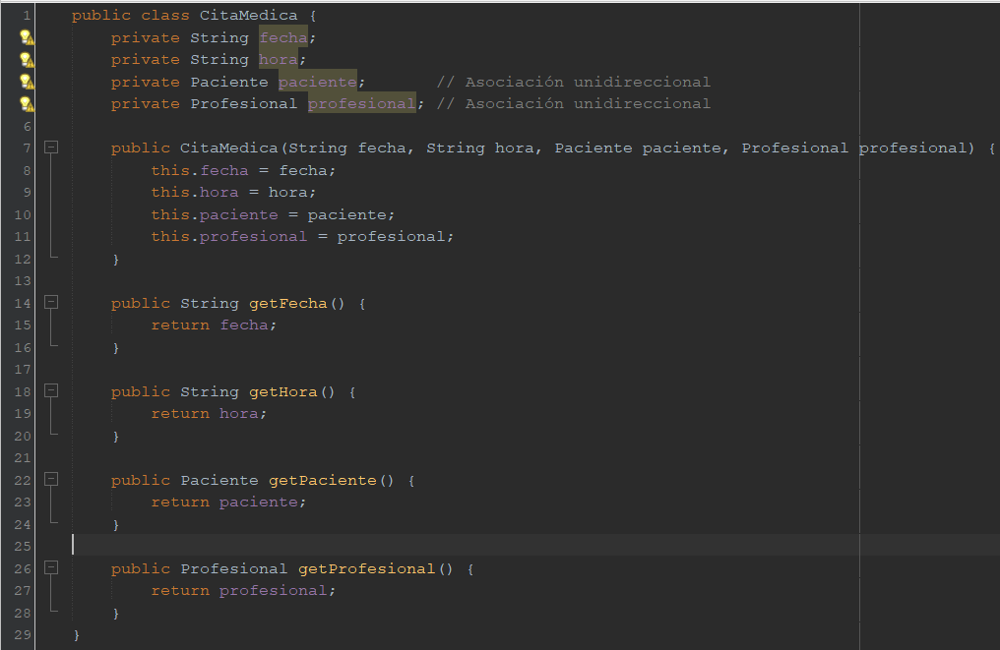 1 public class CitaMedica {
private String fecha;
private String hora;
private Paciente paciente; // Asociación unidireccional
private Profesional profesional; // Asociación unidireccional
6
7 public CitaMedica(String fecha, String hora, Paciente paciente, Profesional profesional) {
8 this.fecha = fecha;
9 this.hora = hora;
10 this.paciente = paciente;
11 this.profesional = profesional;
12 }
13
14 public String getFecha() {
15 return fecha;
16 }
17
18 public String getHora() {
19 return hora;
20 }
21
22 public Paciente getPaciente() {
23 return paciente;
24 }
25
26 public Profesional getProfesional() {
27 return profesional;
28 }
29 }